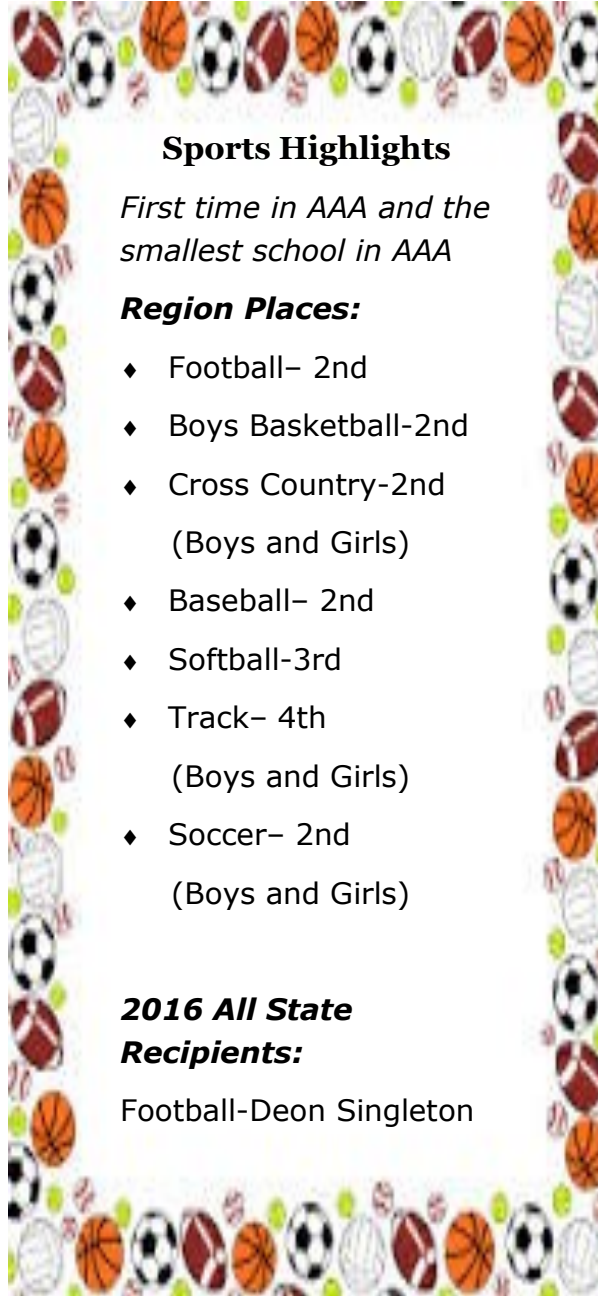 Sports Highlights
First time in AAA and the
smallest school in AAA
Region Places:
♦ Football– 2nd
♦ Boys Basketball-2nd
♦ Cross Country-2nd
(Boys and Girls)
♦ Baseball– 2nd
♦ Softball-3rd
♦ Track– 4th
(Boys and Girls)
♦ Soccer– 2nd
(Boys and Girls)
2016 All State
Recipients:
Football-Deon Singleton